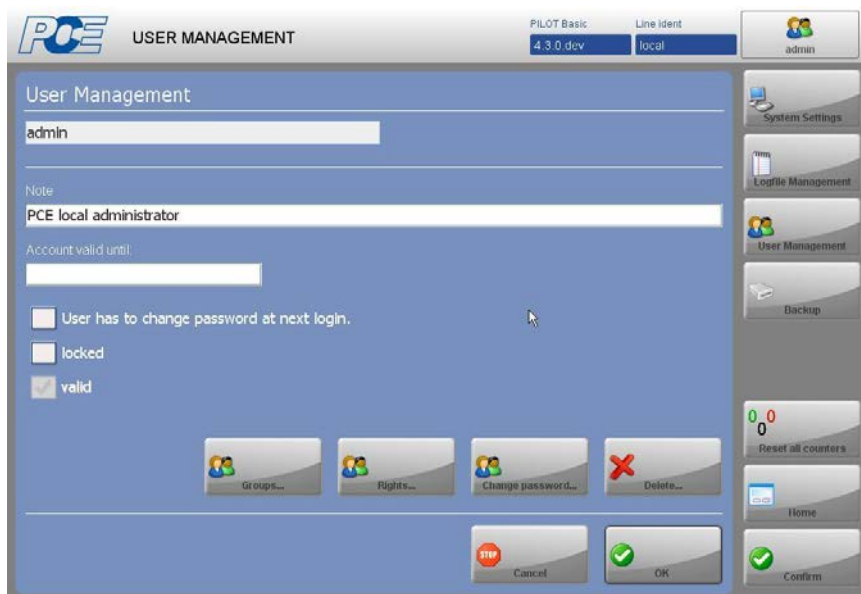 PCE
USER MANAGEMENT
PILOT Basic
4.3.0.dev
Line ident
local
admin
User Management
admin
Note
PCE local administrator
Account valid until:
User has to change password at next login.
locked
valid
Groups...
Rights...
Change password...
Delete...
Cancel
STOP
OK
System Settings
Logfile Management
User Management
Backup
0 0 0
Reset all counters
Home
Confirm